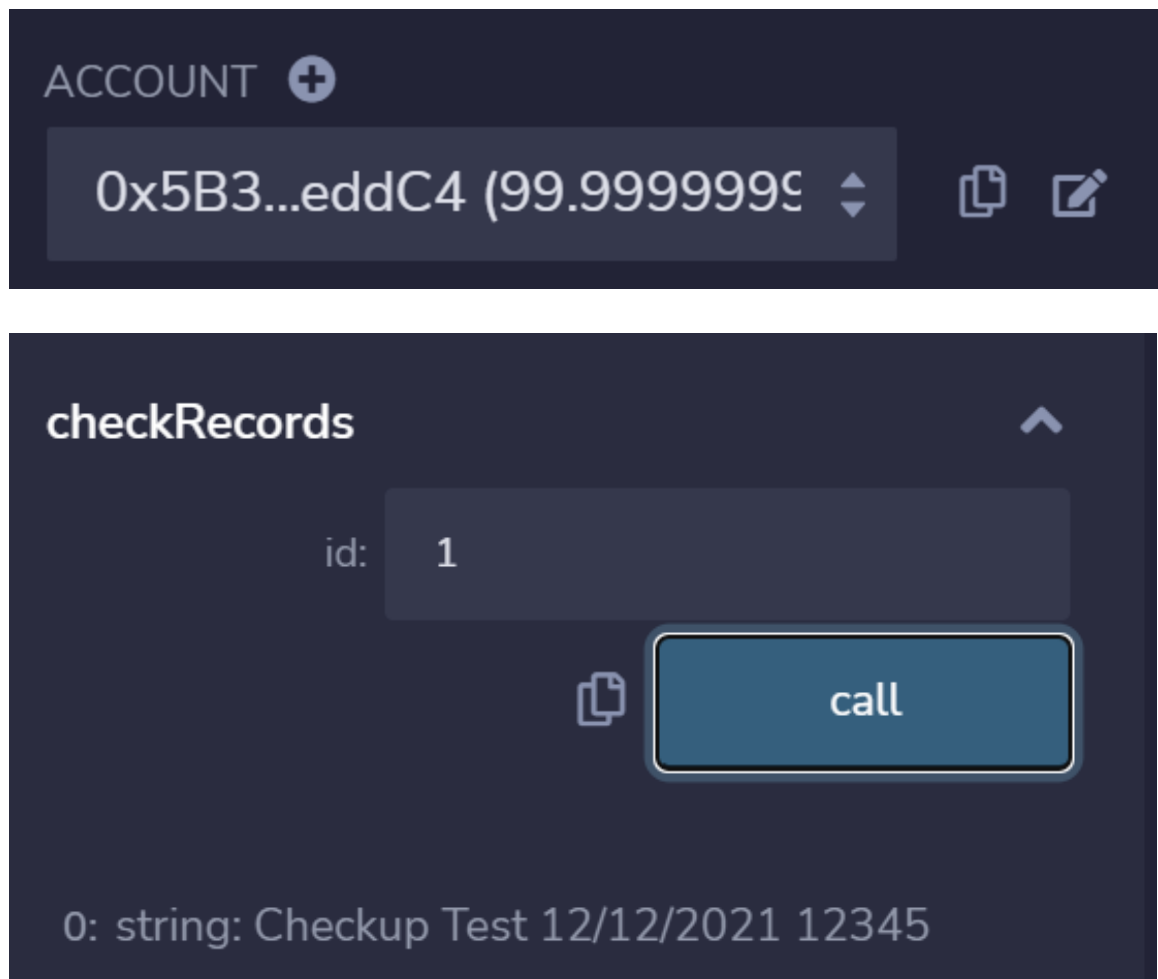 ACCOUNT
0x5B3...eddC4 (99.9999999
checkRecords
id: 1
call
0: string: Checkup Test 12/12/2021 12345